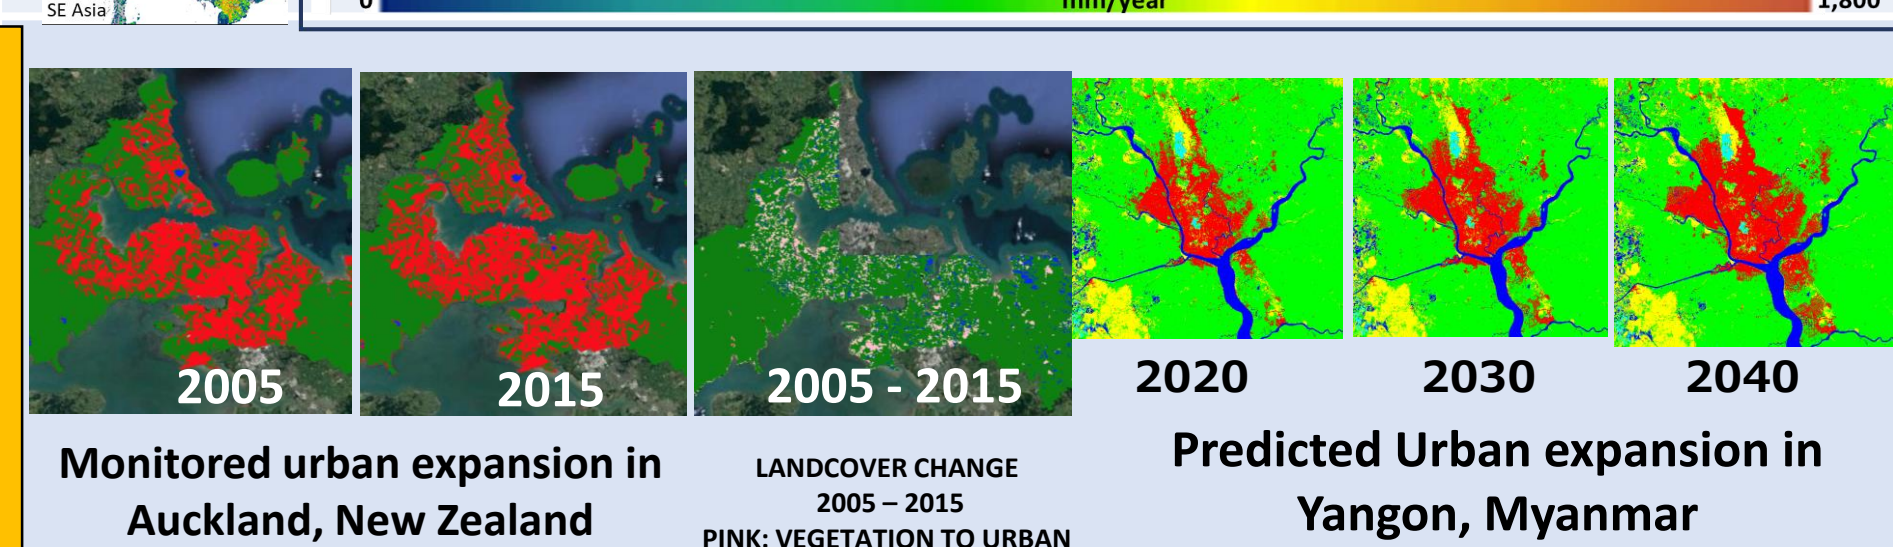 SE Asia
0 mm/year 1,800
2005
2015
2005 - 2015
2020
2030
2040
Monitored urban expansion in
Auckland, New Zealand
LANDCOVER CHANGE
2005 – 2015
PINK: VEGETATION TO URBAN
Predicted Urban expansion in
Yangon, Myanmar